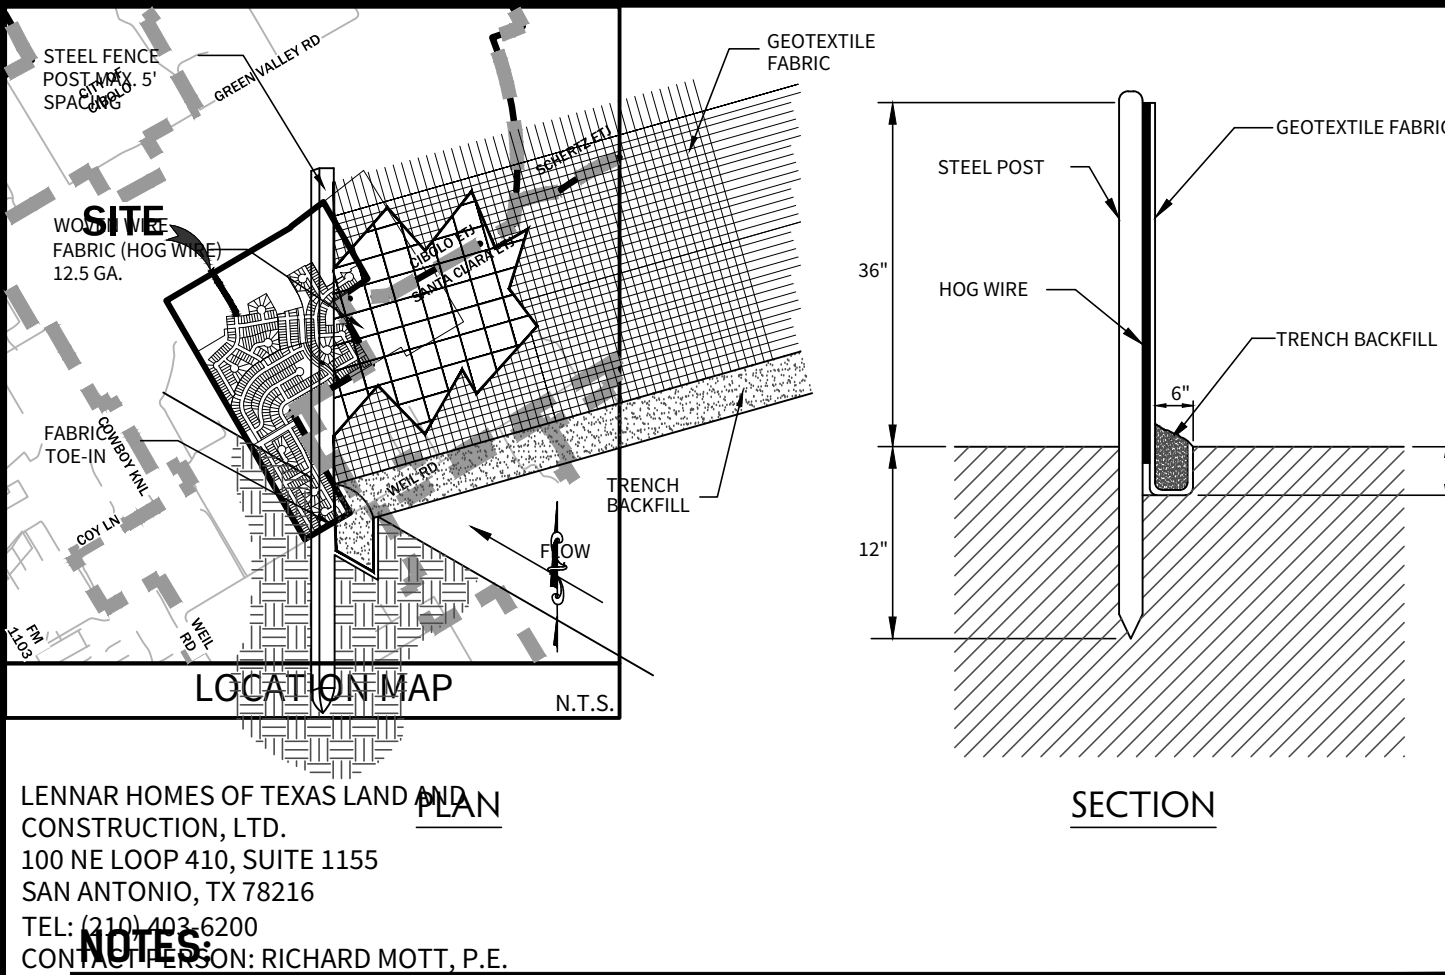 STEEL FENCE
POST MAX. 5'
SPACING
CITY OF
CIBOLO
GREEN VALLEY RD
GEOTEXTILE
FABRIC
SCHERTZ ETJ
SITE
WOVEN WIRE
FABRIC (HOG WIRE)
12.5 GA.
CIBOLO ETJ
SANTA CLARA ETJ
FABRIC
TOE-IN
COWBOY KNL
COY LN
WEIL RD
TRENCH
BACKFILL
FLOW
FM
1103
WEIL
RD
LOCATION MAP
N.T.S.
PLAN
GEOTEXTILE FABRIC
STEEL POST
36"
HOG WIRE
TRENCH BACKFILL
6"
12"
SECTION
LENNAR HOMES OF TEXAS LAND AND
CONSTRUCTION, LTD.
100 NE LOOP 410, SUITE 1155
SAN ANTONIO, TX 78216
TEL: (210) 403-6200
CONTACT PERSON: RICHARD MOTT, P.E.
NOTES: